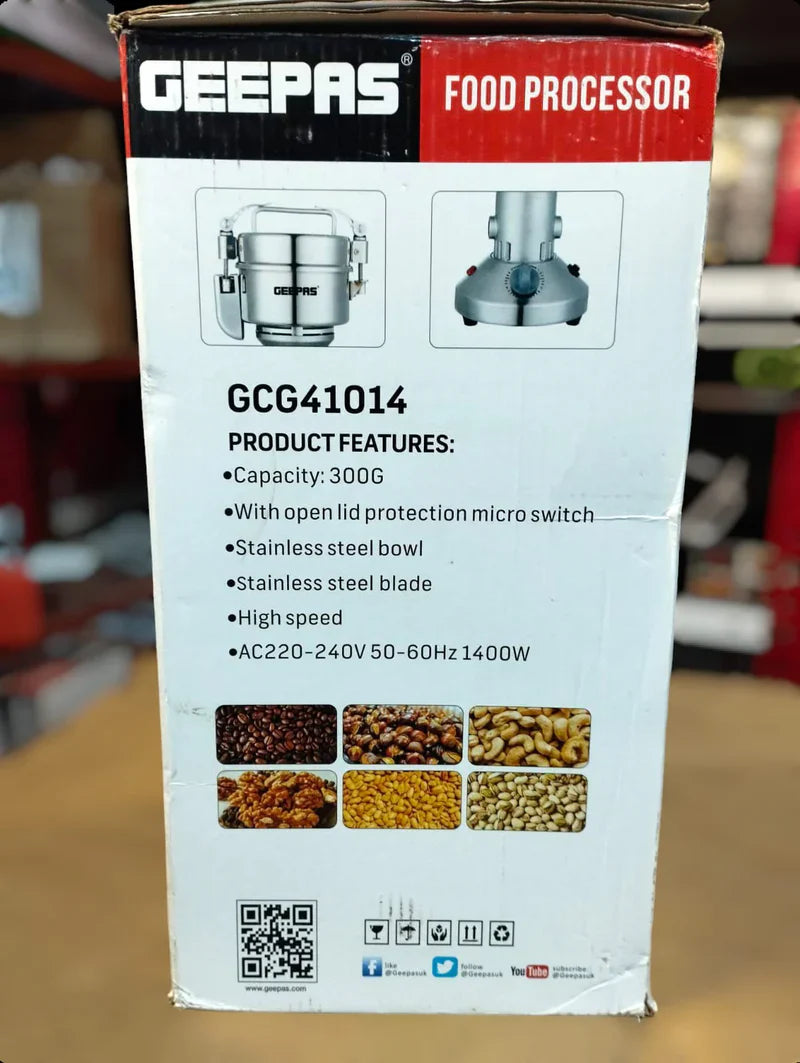 GEEPAS®
FOOD PROCESSOR
GEEPAS
GCG41014
PRODUCT FEATURES:
•Capacity: 300G
•With open lid protection micro switch
•Stainless steel bowl
•Stainless steel blade
•High speed
•AC220-240V 50-60Hz 1400W
www.geepas.com
like
@Geepasuk
follow
@Geepasuk
YouTube
subscribe:
@Geepasuk